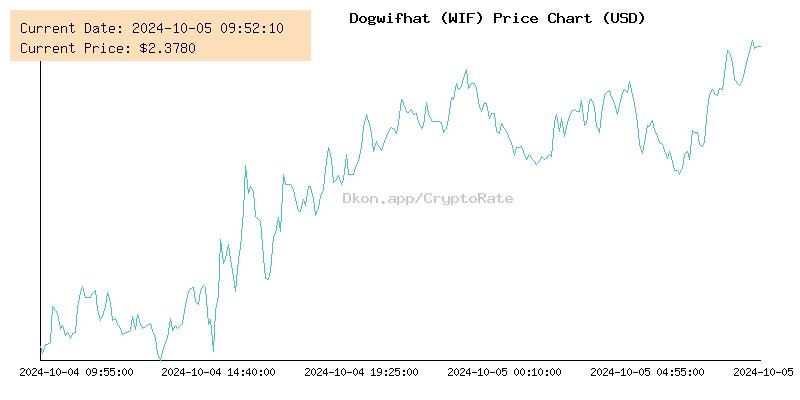 Dogwifhat (WIF) Price Chart (USD)
Current Date: 2024-10-05 09:52:10
Current Price: $2.3780
Dkon.app/CryptoRate
2024-10-04 09:55:00 2024-10-04 14:40:00 2024-10-04 19:25:00 2024-10-05 00:10:00 2024-10-05 04:55:00 2024-10-05